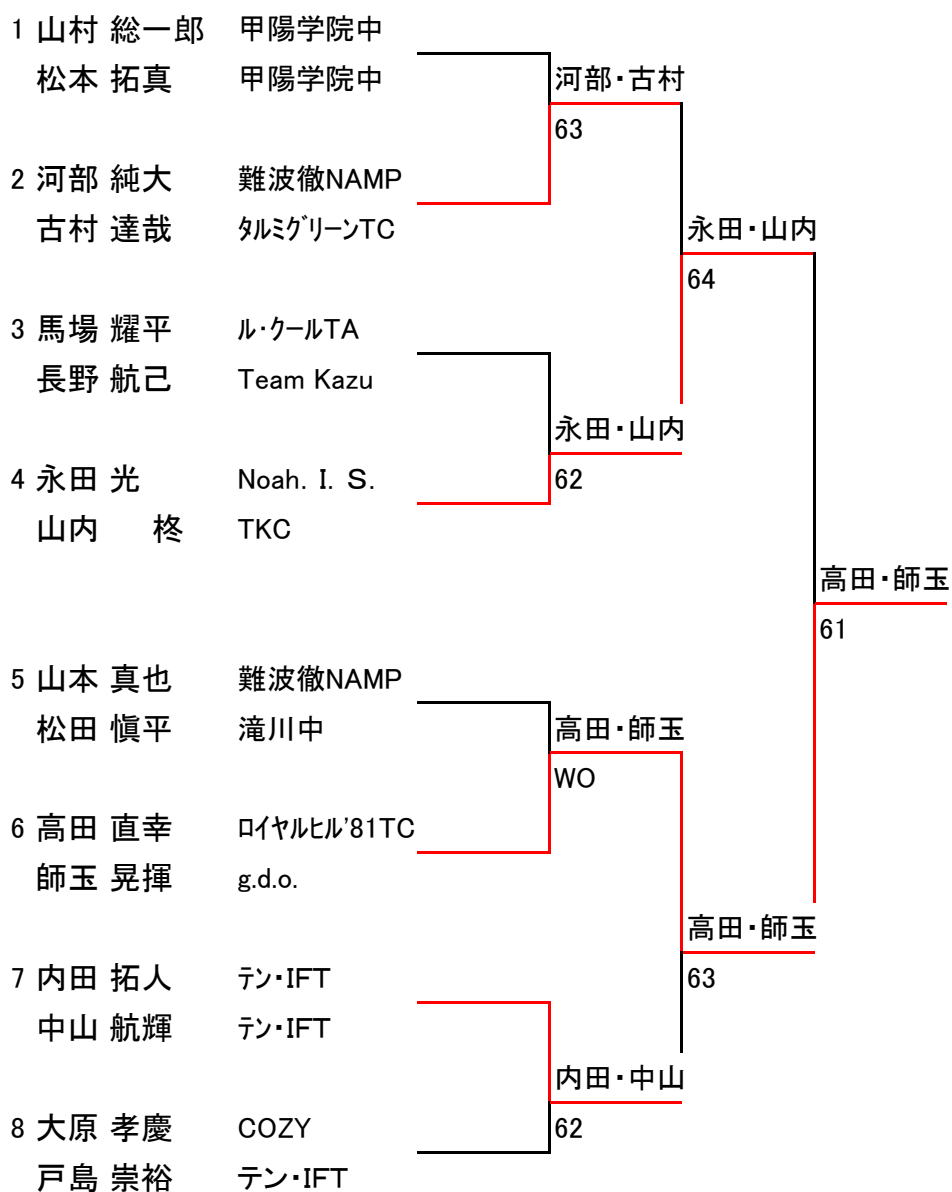 1 山村 総一郎 甲陽学院中
松本 拓真 甲陽学院中
河部・古村
63
2 河部 純大 難波徹NAMP
古村 達哉 ﾀﾙﾐｸﾞﾘｰﾝTC
永田・山内
64
3 馬場 耀平 ﾙ・ｸｰﾙTA
長野 航己 Team Kazu
永田・山内
4 永田 光 Noah. I. S. 62
山内 柊 TKC
高田・師玉
61
5 山本 真也 難波徹NAMP
松田 愼平 滝川中 高田・師玉
WO
6 高田 直幸 ﾛｲﾔﾙﾋﾙ'81TC
師玉 晃揮 g.d.o.
高田・師玉
7 内田 拓人 ﾃﾝ・IFT 63
中山 航輝 ﾃﾝ・IFT
内田・中山
8 大原 孝慶 COZY 62
戸島 崇裕 テン・IFT